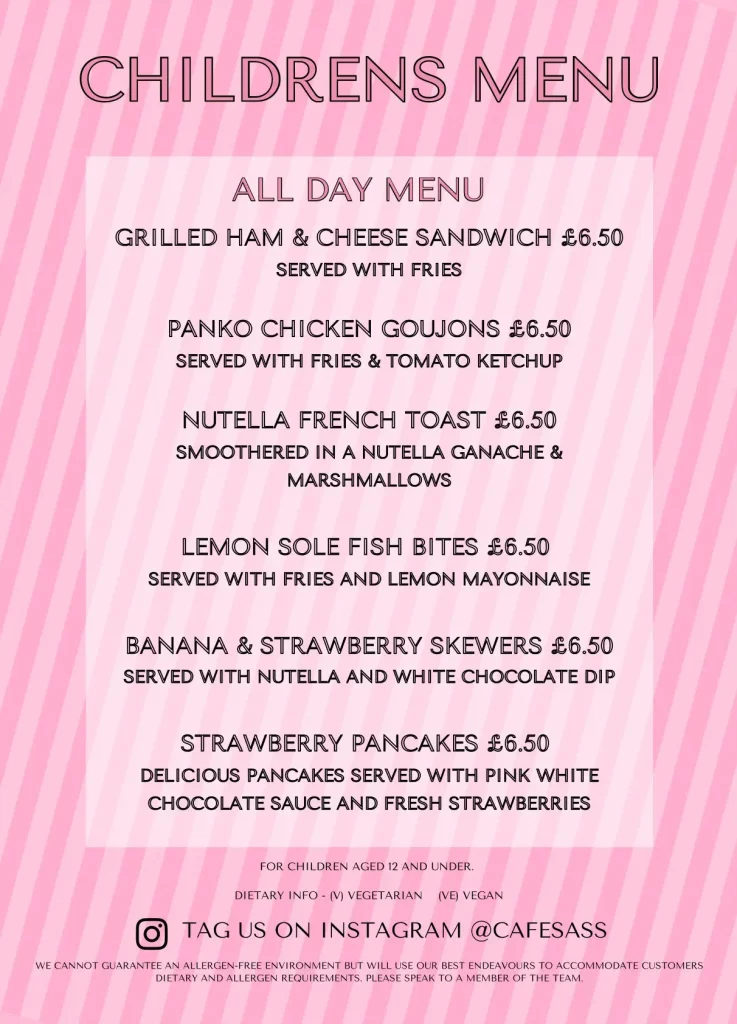 CHILDRENS MENU
ALL DAY MENU
GRILLED HAM & CHEESE SANDWICH £6.50
SERVED WITH FRIES
PANKO CHICKEN GOUJONS £6.50
SERVED WITH FRIES & TOMATO KETCHUP
NUTELLA FRENCH TOAST £6.50
SMOOTHERED IN A NUTELLA GANACHE &
MARSHMALLOWS
LEMON SOLE FISH BITES £6.50
SERVED WITH FRIES AND LEMON MAYONNAISE
BANANA & STRAWBERRY SKEWERS £6.50
SERVED WITH NUTELLA AND WHITE CHOCOLATE DIP
STRAWBERRY PANCAKES £6.50
DELICIOUS PANCAKES SERVED WITH PINK WHITE
CHOCOLATE SAUCE AND FRESH STRAWBERRIES
FOR CHILDREN AGED 12 AND UNDER.
DIETARY INFO - (V) VEGETARIAN (VE) VEGAN
TAG US ON INSTAGRAM @CAFESASS
WE CANNOT GUARANTEE AN ALLERGEN-FREE ENVIRONMENT BUT WILL USE OUR BEST ENDEAVOURS TO ACCOMMODATE CUSTOMERS
DIETARY AND ALLERGEN REQUIREMENTS. PLEASE SPEAK TO A MEMBER OF THE TEAM.